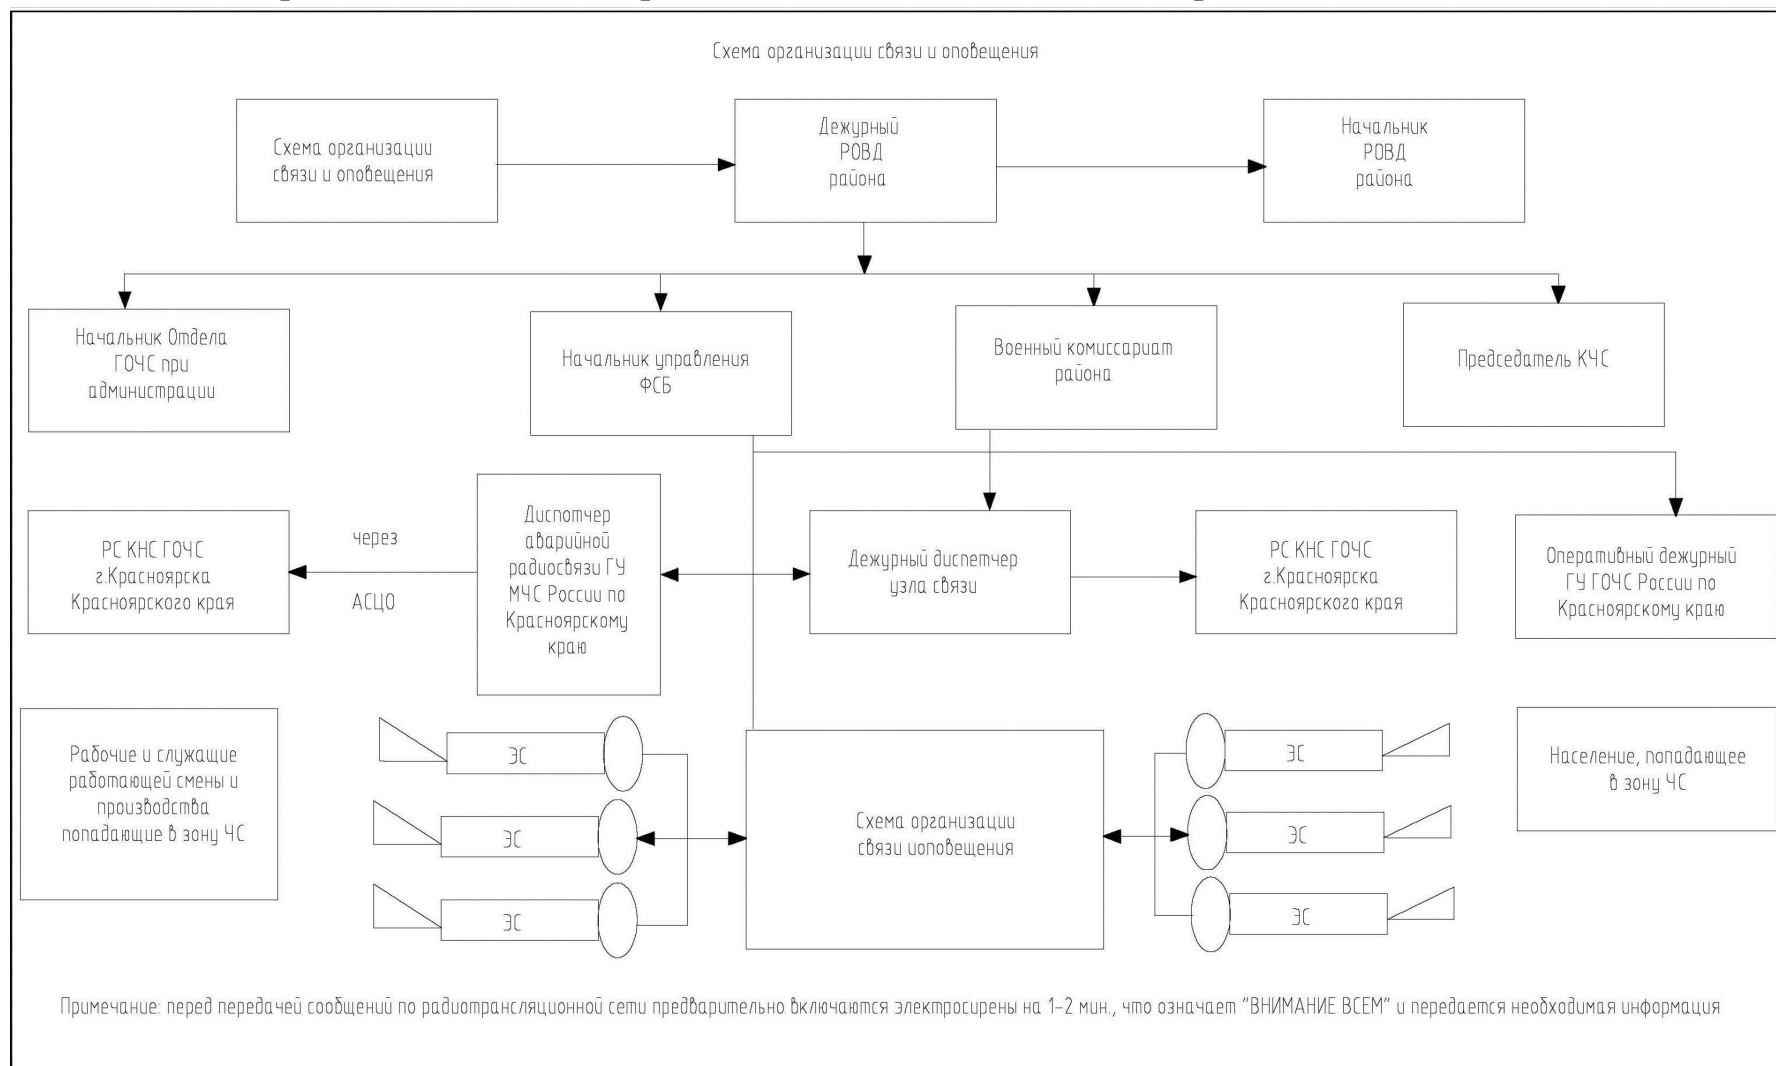 Схема организации связи и оповещения
Схема организации
связи и оповещения
Дежурный
РОВД
района
Начальник
РОВД
района
Начальник Отдела
ГОЧС при
администрации
Начальник управления
ФСБ
Военный комиссариат
района
Председатель КЧС
РС КНС ГОЧС
г.Красноярска
Красноярского края
через
АСЦО
Диспотчер
аварийной
радиосвязи ГУ
МЧС России по
Красноярскому
краю
Дежурный диспетчер
узла связи
РС КНС ГОЧС
г.Красноярска
Красноярского края
Оперативный дежурный
ГУ ГОЧС России по
Красноярскому краю
Рабочие и служащие
работающей смены и
производства
попадающие в зону ЧС
ЭС
ЭС
ЭС
Схема организации
связи иоповещения
ЭС
ЭС
ЭС
Население, попадающее
в зону ЧС
Примечание: перед передачей сообщений по радиотрансляционной сети предварительно включаются электросирены на 1-2 мин., что означает "ВНИМАНИЕ ВСЕМ" и передается необходимая информация